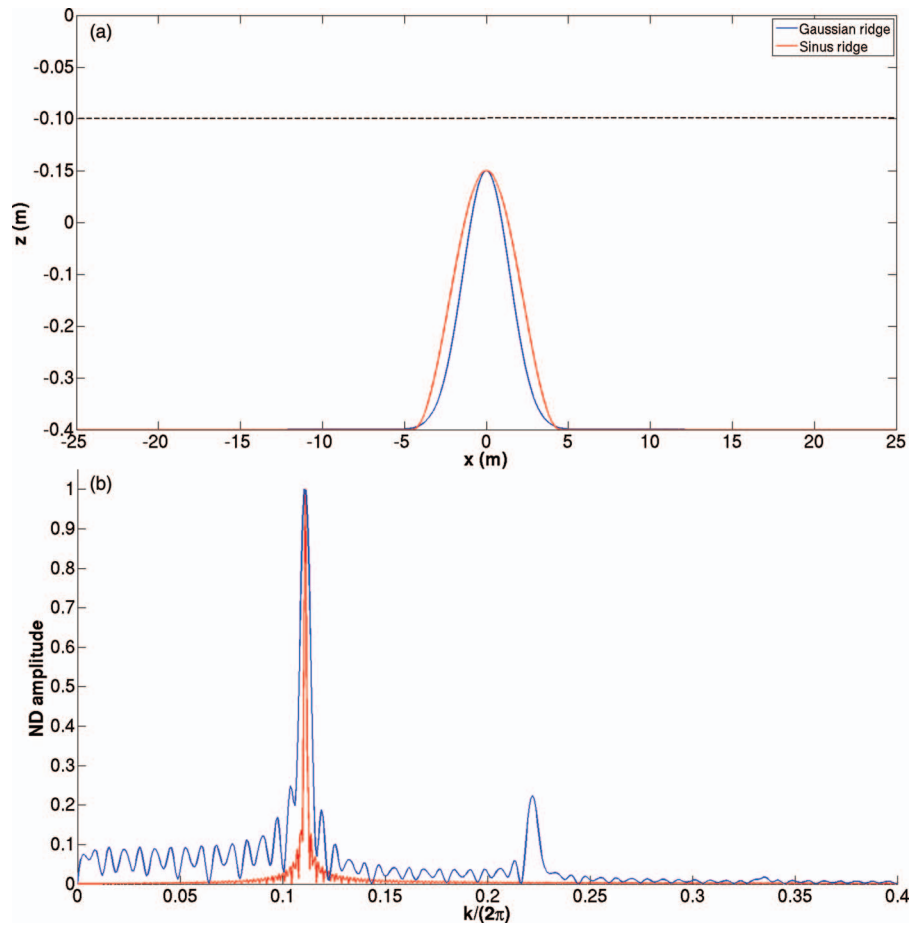 (a)
Gaussian ridge
Sinus ridge
0
-0.05
-0.10
-0.15
0
-0.1
-0.2
-0.3
-0.4
z (m)
-25 -20 -15 -10 -5 0 5 10 15 20 25
x (m)
(b)
1
0.9
0.8
0.7
0.6
0.5
0.4
0.3
0.2
0.1
0
ND amplitude
0 0.05 0.1 0.15 0.2 0.25 0.3 0.35 0.4
k/(2π)